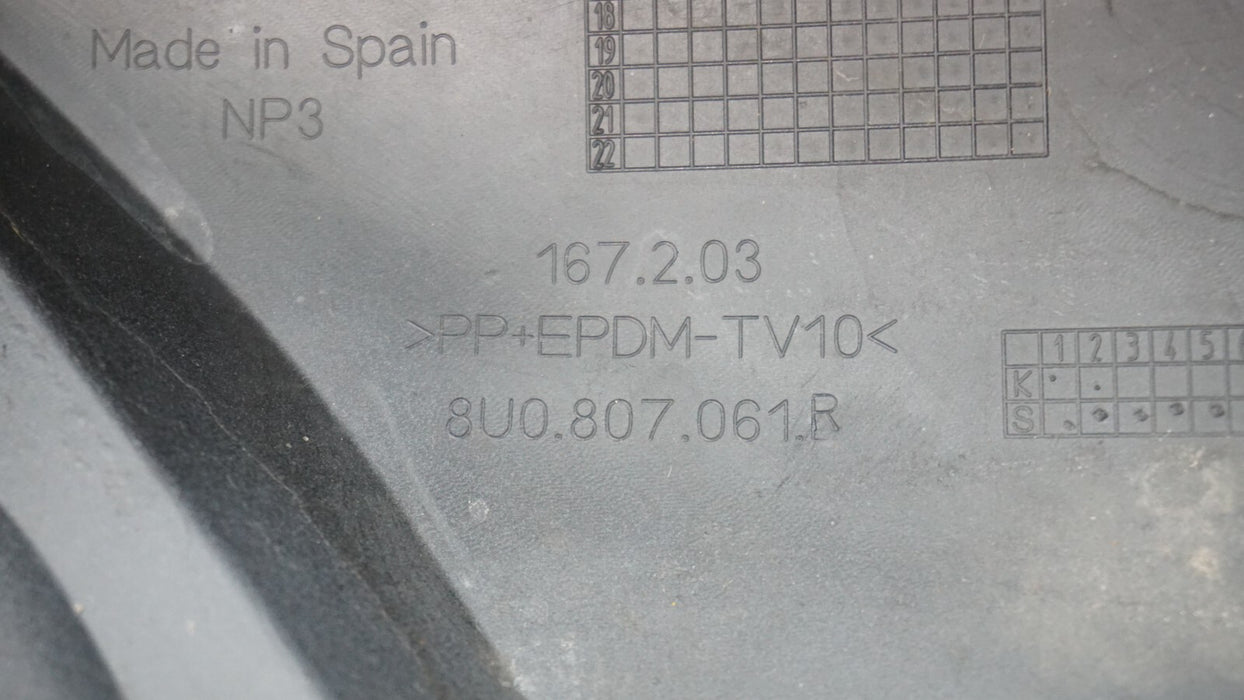 Made in Spain
NP3
18
19
20
21
22
167.2.03
>PP+EPDM-TV10<
8U0.807.061.
1 2 3 4 5
K
S